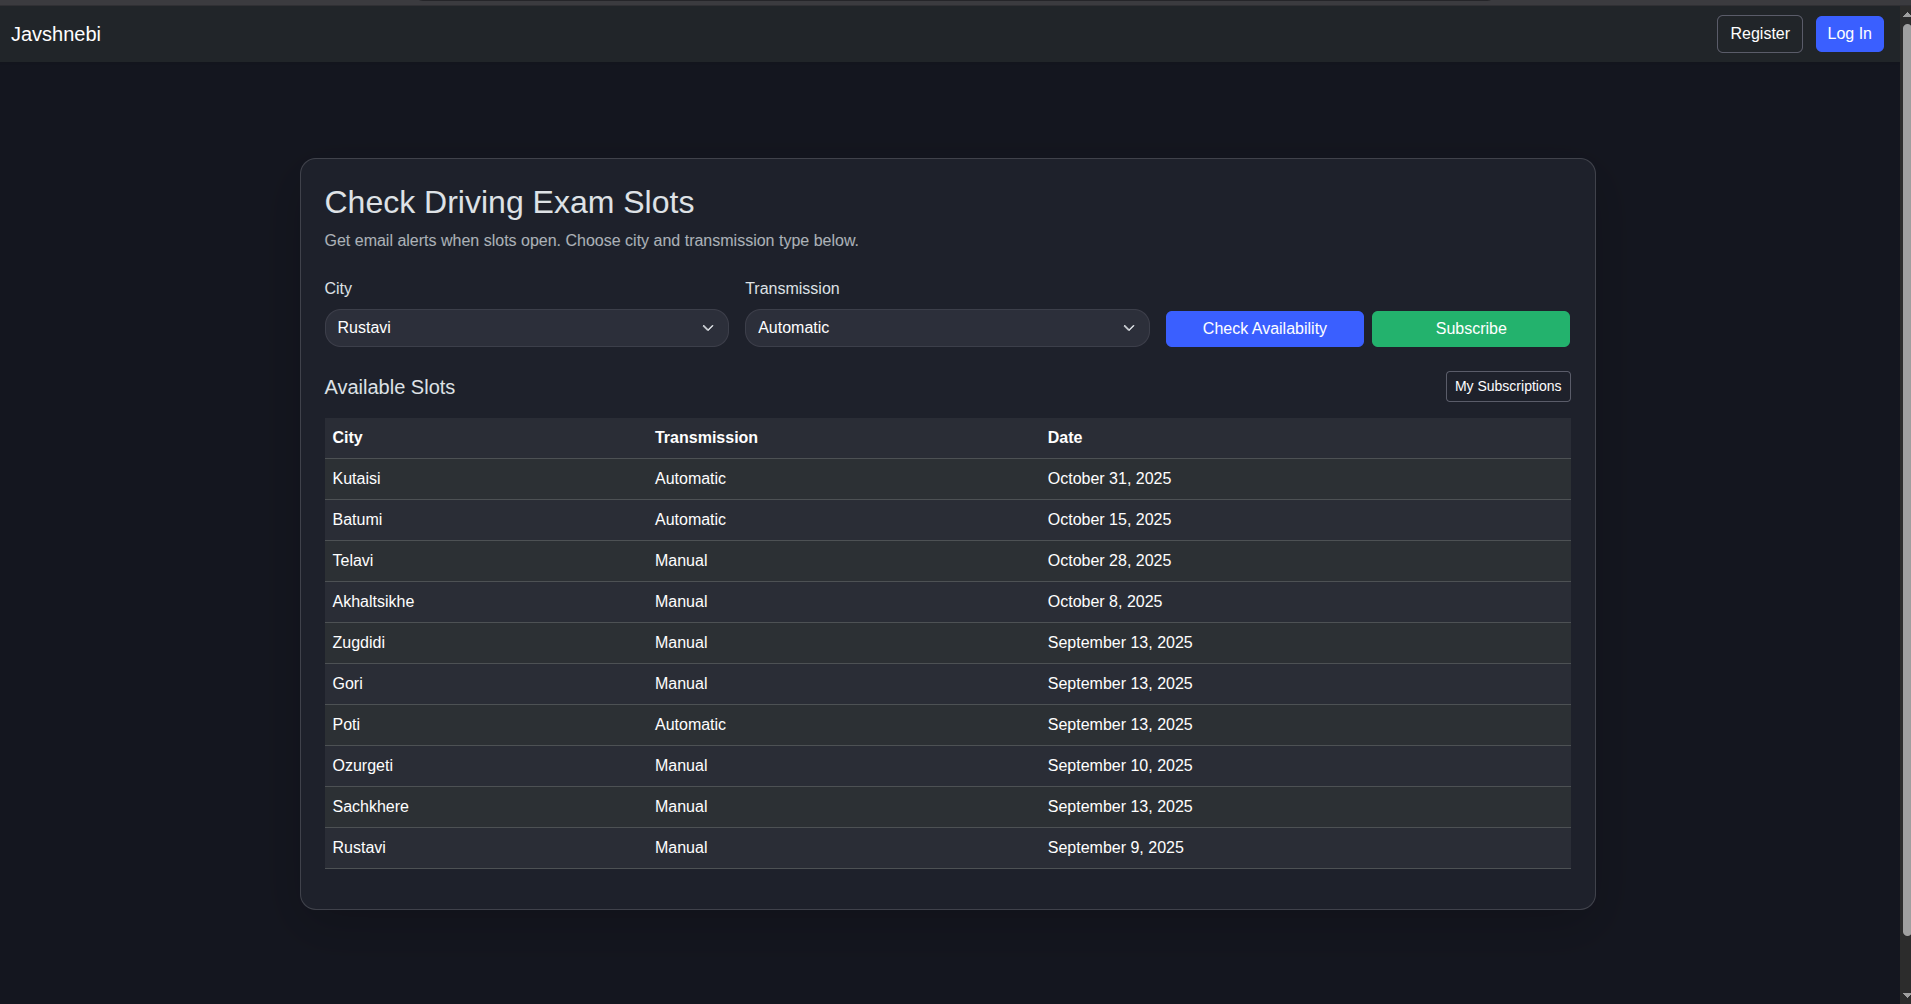 Javshnebi Register Log In
Check Driving Exam Slots
Get email alerts when slots open. Choose city and transmission type below.
City Transmission
Rustavi Automatic Check Availability Subscribe
Available Slots My Subscriptions
City Transmission Date
Kutaisi Automatic October 31, 2025
Batumi Automatic October 15, 2025
Telavi Manual October 28, 2025
Akhaltsikhe Manual October 8, 2025
Zugdidi Manual September 13, 2025
Gori Manual September 13, 2025
Poti Automatic September 13, 2025
Ozurgeti Manual September 10, 2025
Sachkhere Manual September 13, 2025
Rustavi Manual September 9, 2025